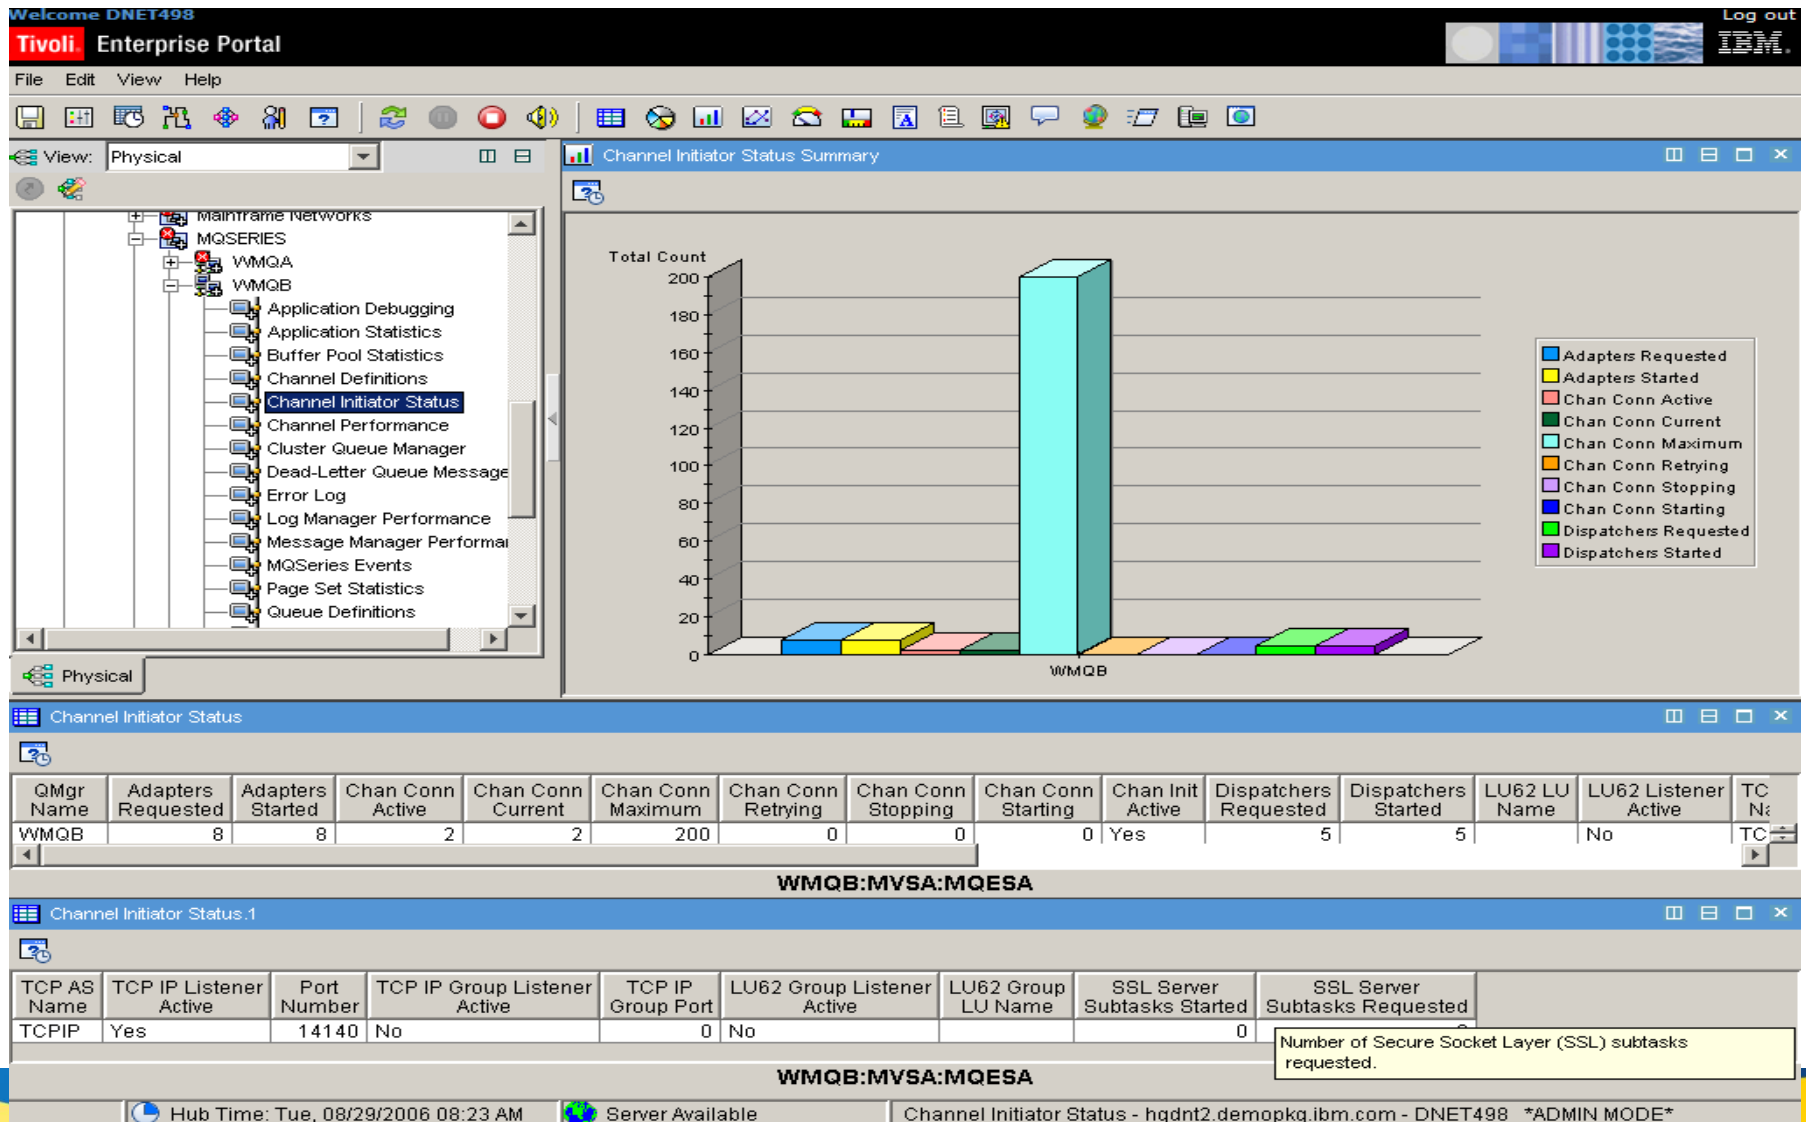 Welcome DNET498
Log out
Tivoli. Enterprise Portal
IBM.
File Edit View Help
View: Physical
Mainframe Networks
MQSERIES
WMQA
WMQB
Application Debugging
Application Statistics
Buffer Pool Statistics
Channel Definitions
Channel Initiator Status
Channel Performance
Cluster Queue Manager
Dead-Letter Queue Message
Error Log
Log Manager Performance
Message Manager Performa
MQSeries Events
Page Set Statistics
Queue Definitions
Physical
Channel Initiator Status Summary
Total Count
200
180
160
140
120
100
80
60
40
20
0
WMQB
Adapters Requested
Adapters Started
Chan Conn Active
Chan Conn Current
Chan Conn Maximum
Chan Conn Retrying
Chan Conn Stopping
Chan Conn Starting
Dispatchers Requested
Dispatchers Started
Channel Initiator Status
QMgr Name Adapters Requested Adapters Started Chan Conn Active Chan Conn Current Chan Conn Maximum Chan Conn Retrying Chan Conn Stopping Chan Conn Starting Chan Init Active Dispatchers Requested Dispatchers Started LU62 LU Name LU62 Listener Active TC
WMQB 8 8 2 2 200 0 0 0 Yes 5 5 No TC
WMQB:MVSA:MQESA
Channel Initiator Status.1
TCP AS Name TCP IP Listener Active Port Number TCP IP Group Listener Active TCP IP Group Port LU62 Group Listener Active LU62 Group LU Name SSL Server Subtasks Started SSL Server Subtasks Requested
TCPIP Yes 14140 No 0 No 0
Number of Secure Socket Layer (SSL) subtasks
requested.
WMQB:MVSA:MQESA
Hub Time: Tue, 08/29/2006 08:23 AM
Server Available
Channel Initiator Status - hqdnt2.demopkg.ibm.com - DNET498 *ADMIN MODE*